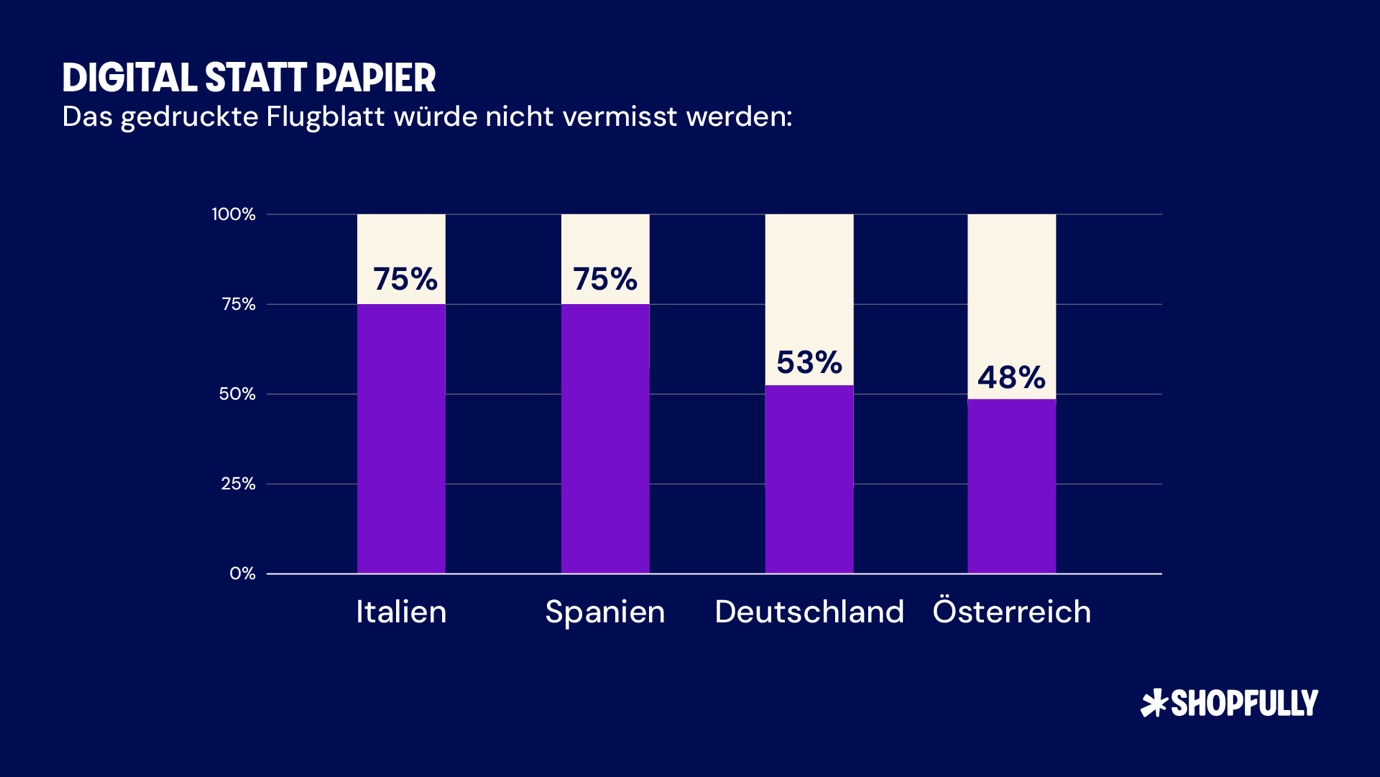 DIGITAL STATT PAPIER
Das gedruckte Flugblatt würde nicht vermisst werden:
100%
75%
50%
25%
0%
75%
75%
53%
48%
Italien
Spanien
Deutschland
Österreich
SHOPFULLY